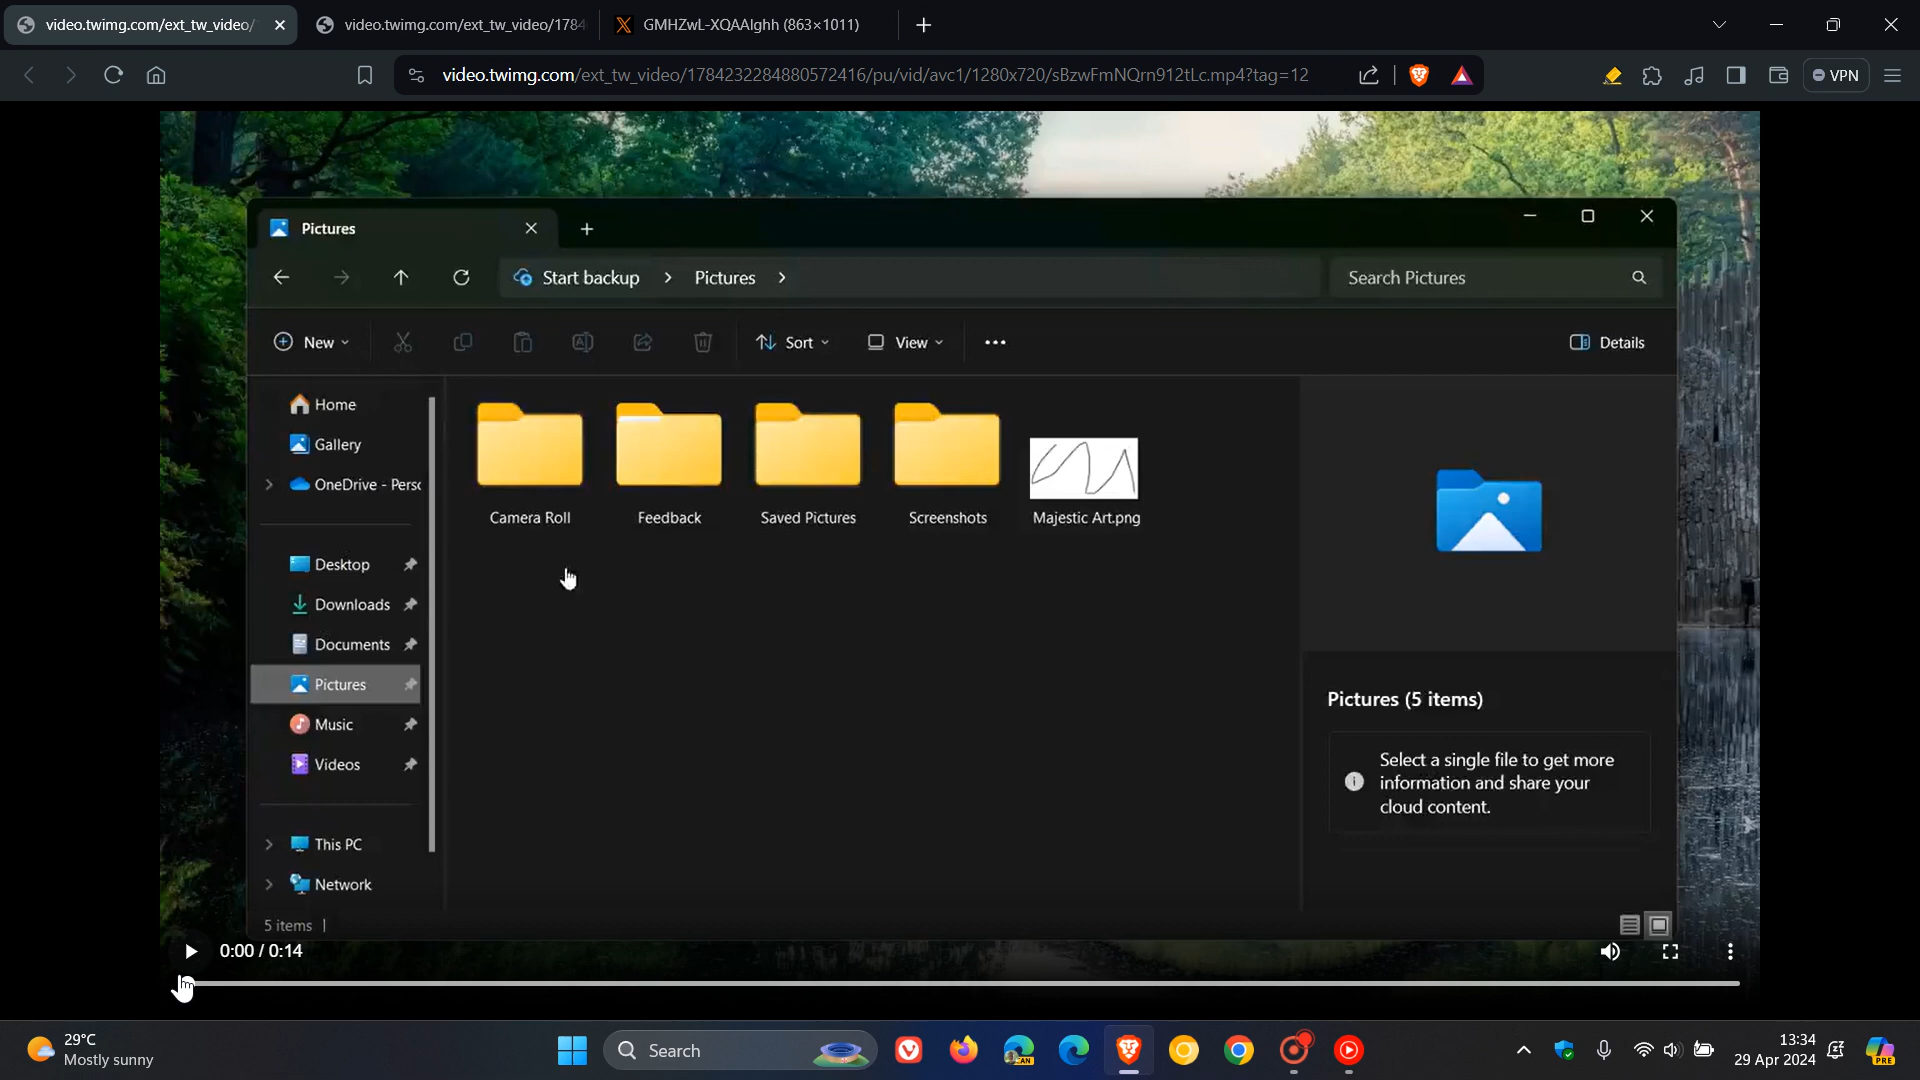 video.twimg.com/ext_tw_video/
video.twimg.com/ext_tw_video/1784
GMHZwL-XQAAlghh (863×1011)
video.twimg.com/ext_tw_video/1784232284880572416/pu/vid/avc1/1280x720/sBzwFmNQrn912tLc.mp4?tag=12
VPN
Pictures
Start backup
Pictures
Search Pictures
New
Sort
View
Details
Home
Gallery
OneDrive - Perso
Desktop
Downloads
Documents
Pictures
Music
Videos
This PC
Network
Camera Roll
Feedback
Saved Pictures
Screenshots
Majestic Art.png
Pictures (5 items)
Select a single file to get more
information and share your
cloud content.
5 items
0:00 / 0:14
29°C
Mostly sunny
Search
CAN
13:34
29 Apr 2024
PRE